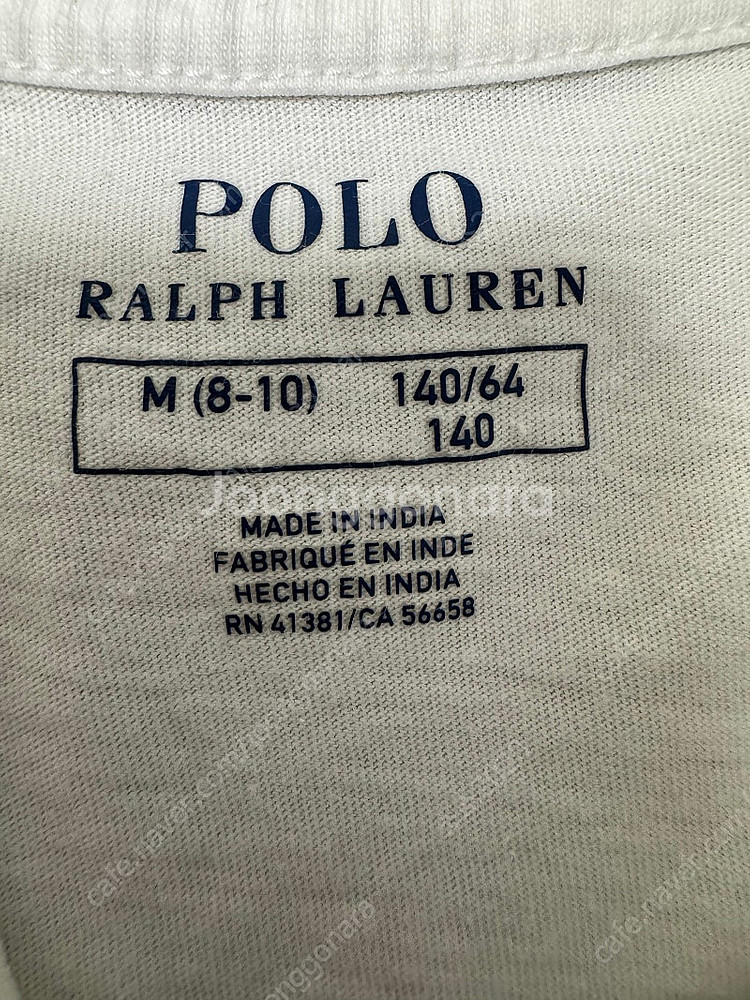 POLO
RALPH LAUREN
M (8-10) 140/64
140
Joonggonara
MADE IN INDIA
FABRIQUÉ EN INDE
HECHO EN INDIA
RN 41381/CA 56658